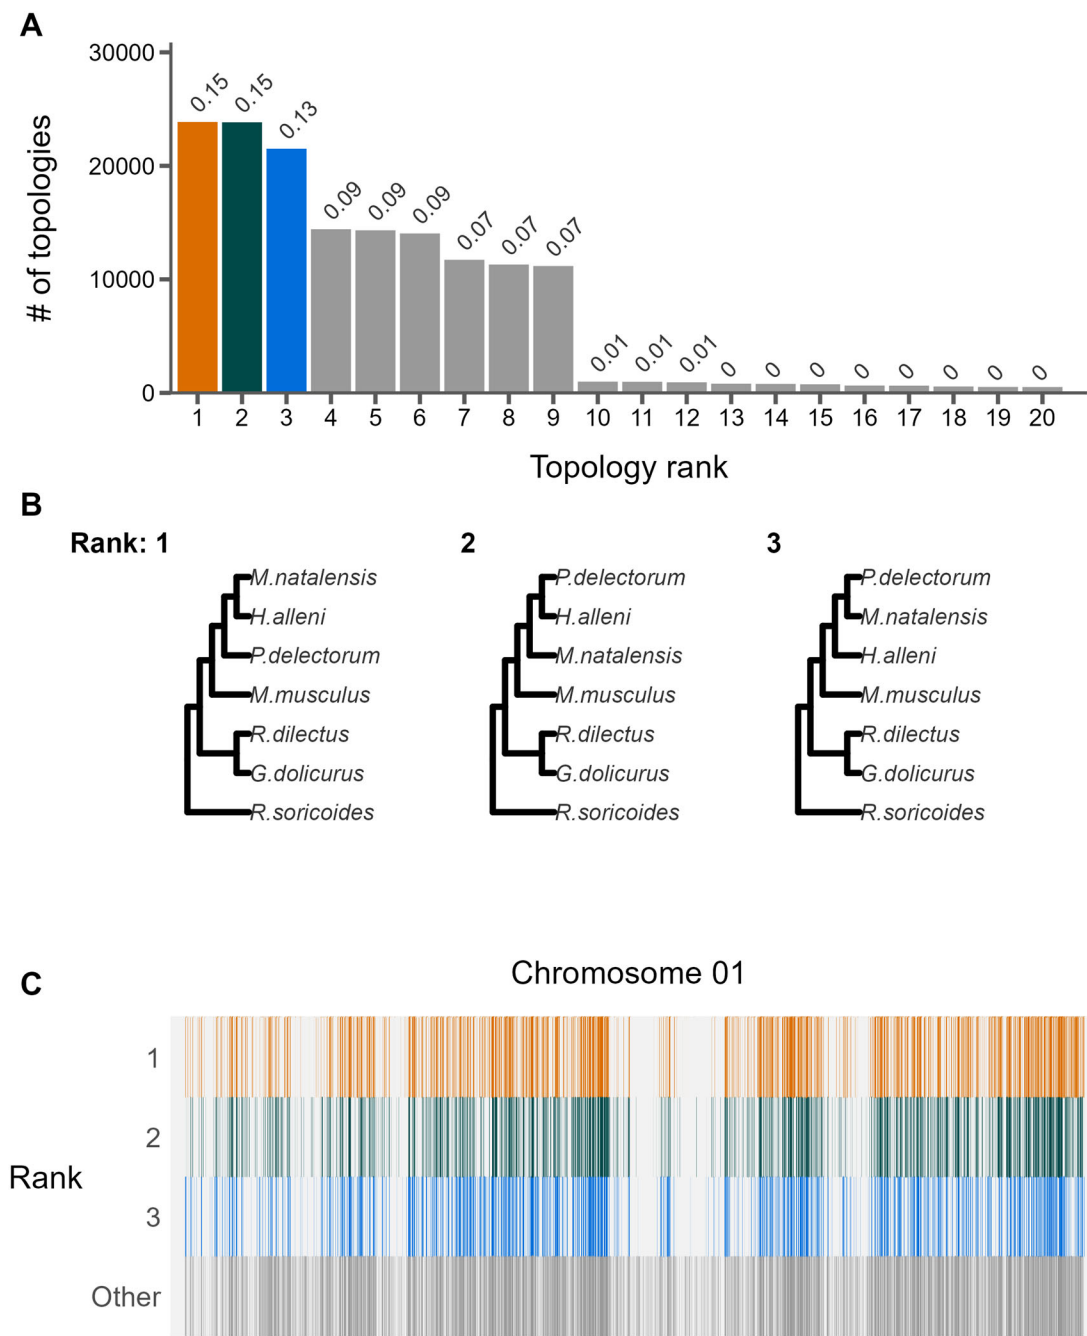 A
# of topologies
30000
20000
10000
0
0.15 0.15 0.13 0.09 0.09 0.09 0.07 0.07 0.07 0.01 0.01 0.01 0 0 0 0 0 0 0 0
1 2 3 4 5 6 7 8 9 10 11 12 13 14 15 16 17 18 19 20
Topology rank
B
Rank: 1
M.natalensis
H.alleni
P.delectorum
M.musculus
R.dilectus
G.dolicurus
R.soricoides
2
P.delectorum
H.alleni
M.natalensis
M.musculus
R.dilectus
G.dolicurus
R.soricoides
3
P.delectorum
M.natalensis
H.alleni
M.musculus
R.dilectus
G.dolicurus
R.soricoides
C
Chromosome 01
Rank
1
2
3
Other